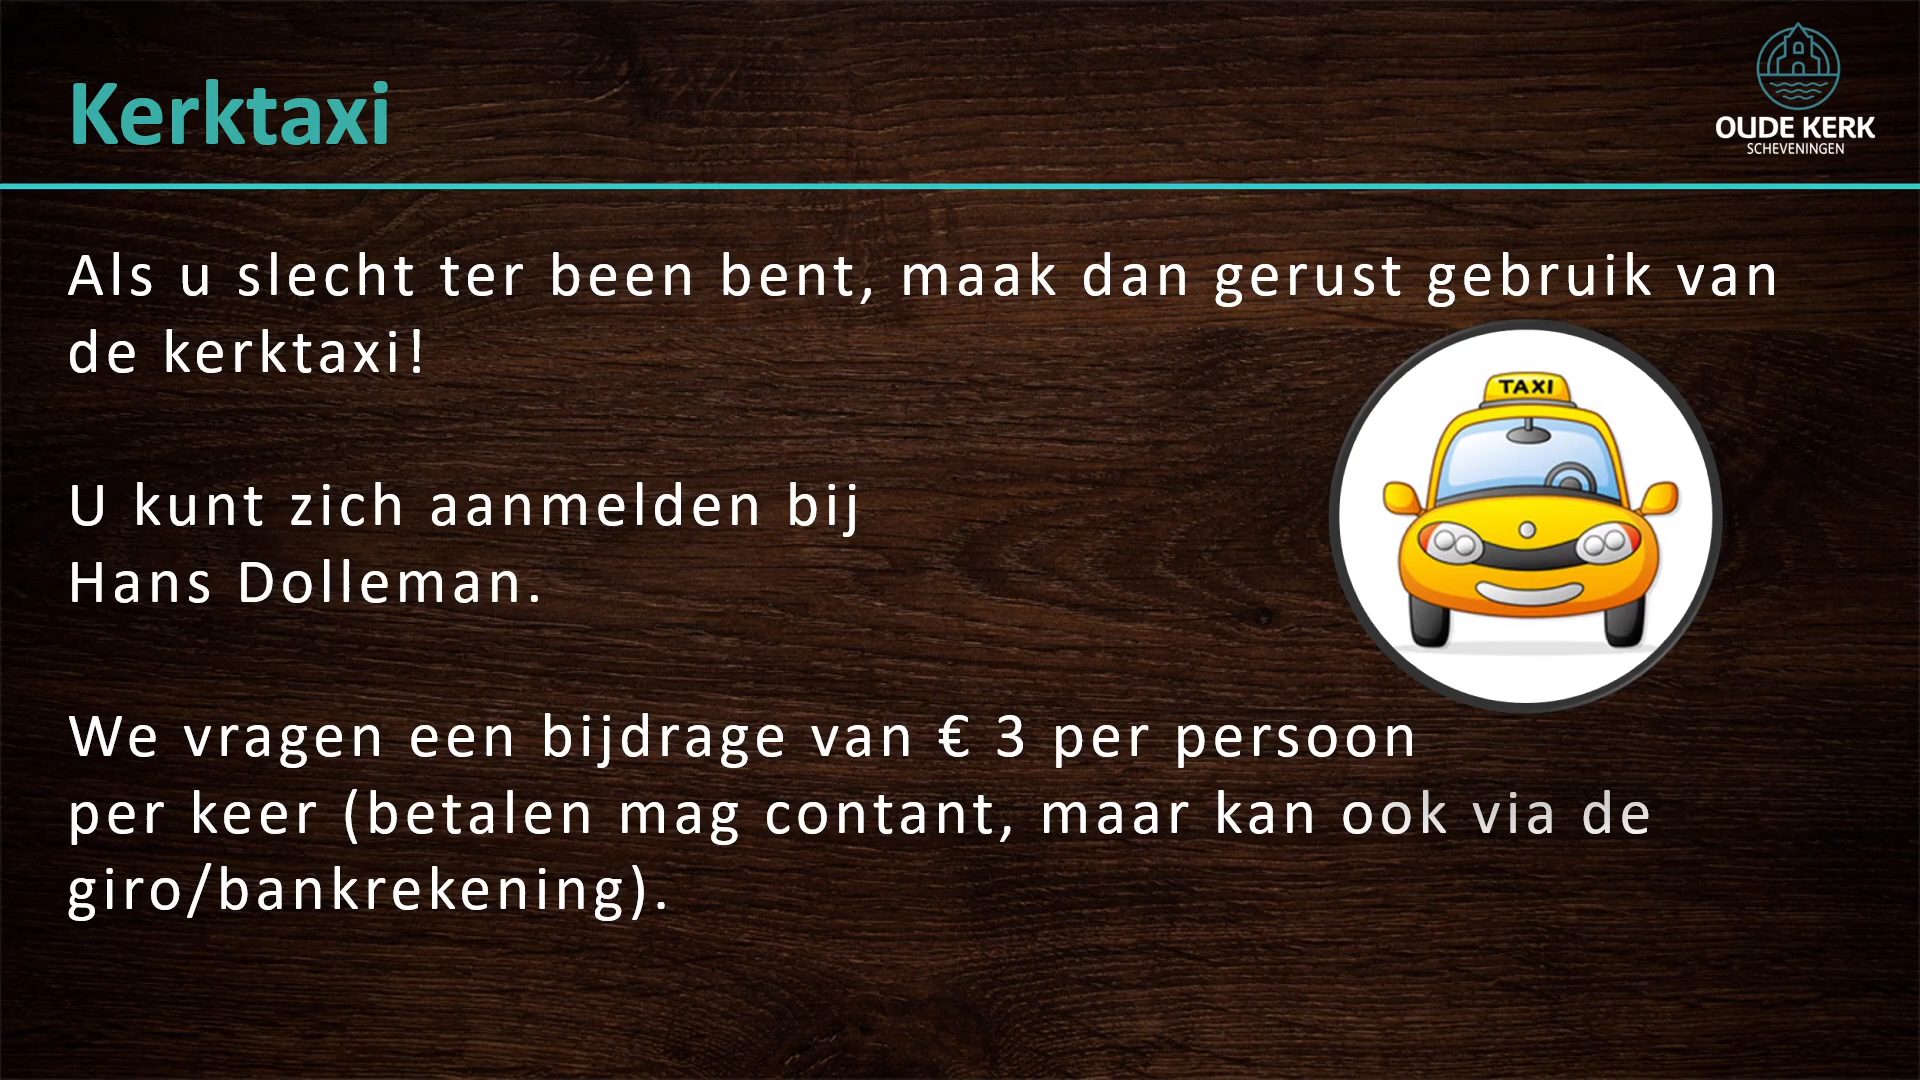 Kerktaxi
OUDE KERK
SCHEVENINGEN
Als u slecht ter been bent, maak dan gerust gebruik van
de kerktaxi!
TAXI
U kunt zich aanmelden bij
Hans Dolleman.
We vragen een bijdrage van € 3 per persoon
per keer (betalen mag contant, maar kan ook via de
giro/bankrekening).